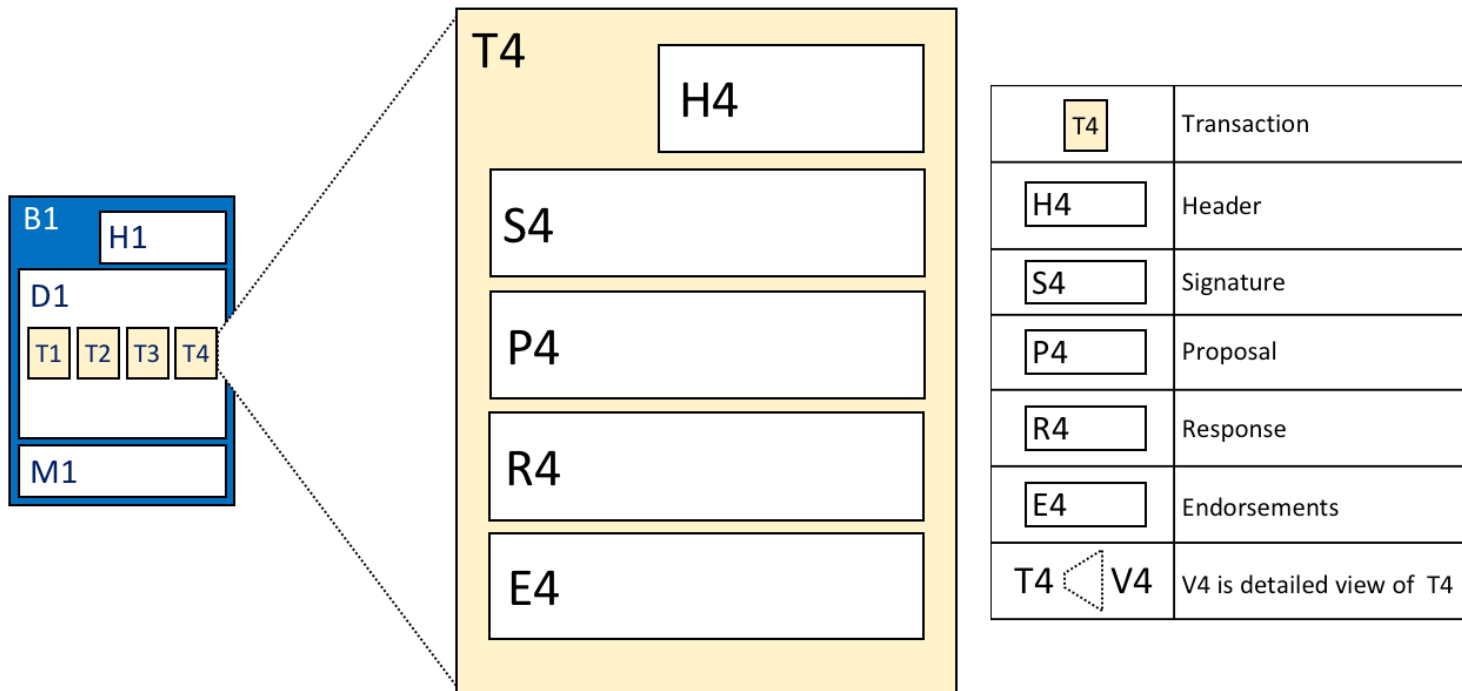 B1
H1
D1
T1 T2 T3 T4
M1
T4
H4
S4
P4
R4
E4
T4 Transaction
H4 Header
S4 Signature
P4 Proposal
R4 Response
E4 Endorsements
T4 V4 V4 is detailed view of T4